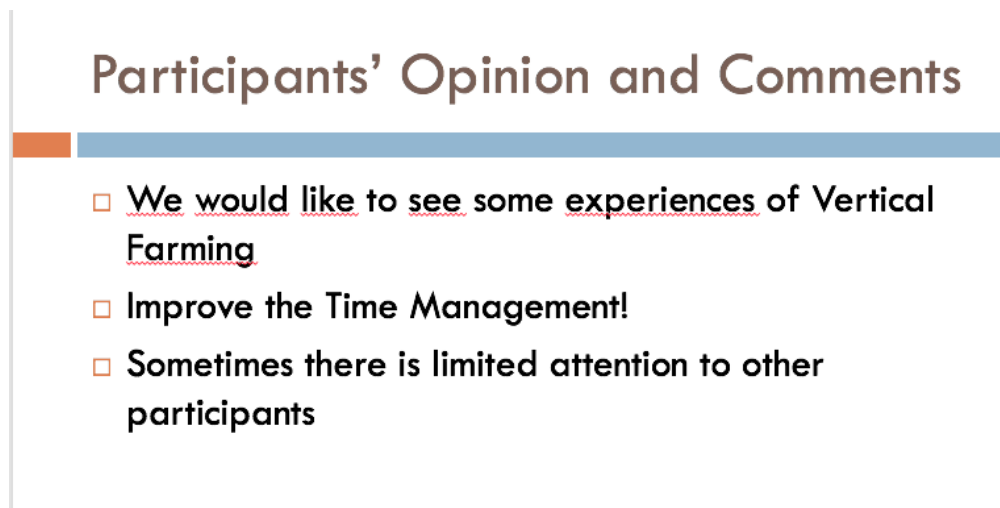 Participants’ Opinion and Comments
We would like to see some experiences of Vertical
Farming
Improve the Time Management!
Sometimes there is limited attention to other
participants